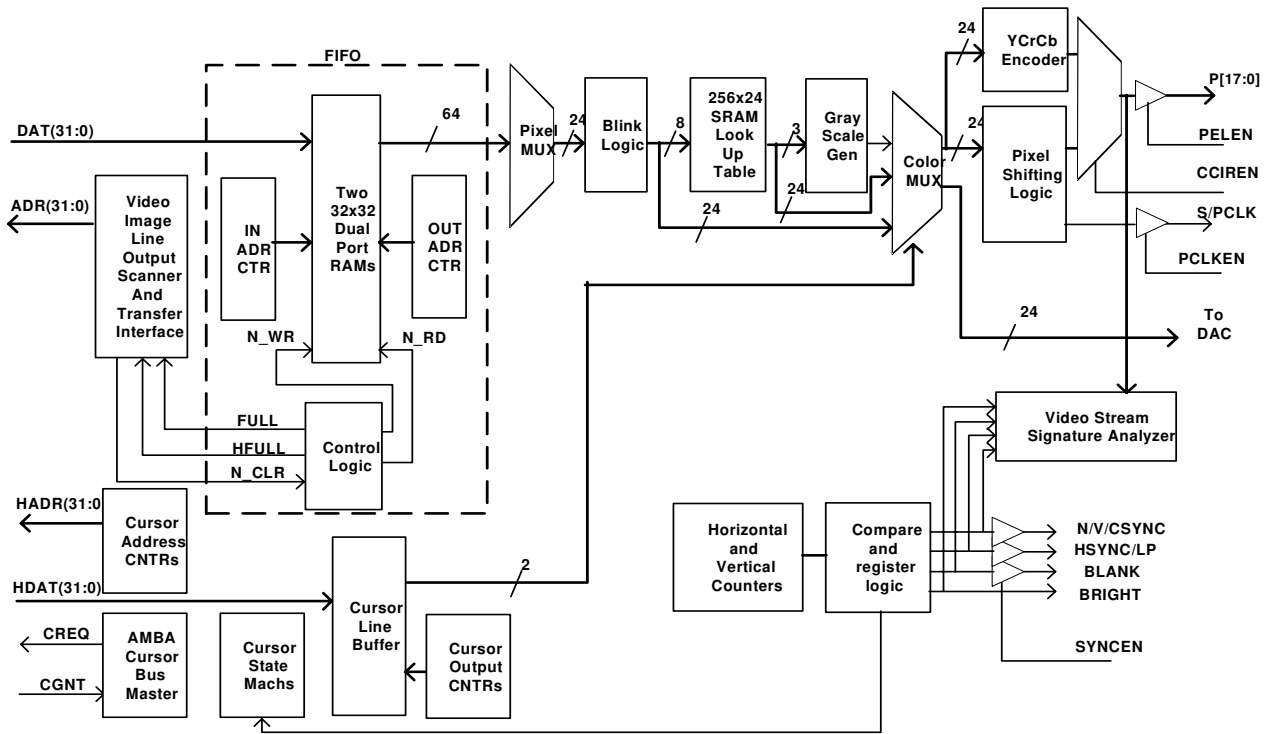 FIFO
DAT(31:0)
ADR(31:0)
Video
Image
Line
Output
Scanner
And
Transfer
Interface
IN
ADR
CTR
Two
32x32
Dual
Port
RAMs
OUT
ADR
CTR
64
N_WR
N_RD
FULL
HFULL
N_CLR
Control
Logic
Pixel
MUX
24
Blink
Logic
8
24
256x24
SRAM
Look
Up
Table
3
24
Gray
Scale
Gen
Color
MUX
24
24
YCrCb
Encoder
Pixel
Shifting
Logic
P[17:0]
PELEN
CCIREN
S/PCLK
PCLKEN
24
To
DAC
Video Stream
Signature Analyzer
HADR(31:0
Cursor
Address
CNTRs
HDAT(31:0)
CREQ
CGNT
AMBA
Cursor
Bus
Master
Cursor
State
Machs
Cursor
Line
Buffer
2
Cursor
Output
CNTRs
Horizontal
and
Vertical
Counters
Compare
and
register
logic
N/V/CSYNC
HSYNC/LP
BLANK
BRIGHT
SYNCEN